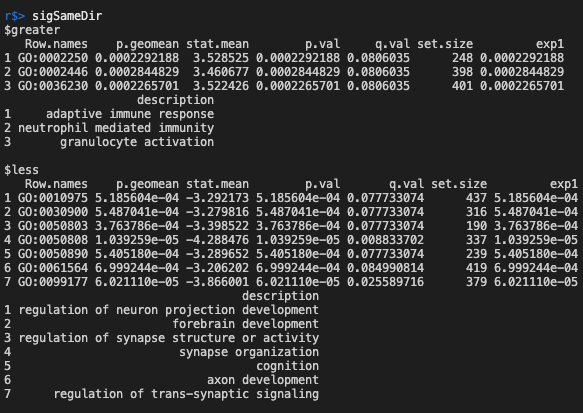 r$> sigSameDir
$greater
   Row.names    p.geomean stat.mean        p.val     q.val set.size         exp1
1 GO:0002250 0.0002292188  3.528525 0.0002292188 0.0806035      248 0.0002292188
2 GO:0002446 0.0002844829  3.460677 0.0002844829 0.0806035      398 0.0002844829
3 GO:0036230 0.0002265701  3.522426 0.0002265701 0.0806035      401 0.0002265701
                    description
1      adaptive immune response
2 neutrophil mediated immunity
3        granulocyte activation

$less
   Row.names    p.geomean stat.mean        p.val       q.val set.size         exp1
1 GO:0010975 5.185604e-04 -3.292173 5.185604e-04 0.077733074      437 5.185604e-04
2 GO:0030900 5.487041e-04 -3.279816 5.487041e-04 0.077733074      316 5.487041e-04
3 GO:0050803 3.763786e-04 -3.398522 3.763786e-04 0.077733074      190 3.763786e-04
4 GO:0050808 1.039259e-05 -4.288476 1.039259e-05 0.008833702      337 1.039259e-05
5 GO:0050890 5.405180e-04 -3.289652 5.405180e-04 0.077733074      239 5.405180e-04
6 GO:0061564 6.999244e-04 -3.206202 6.999244e-04 0.084990814      419 6.999244e-04
7 GO:0099177 6.021110e-05 -3.866001 6.021110e-05 0.025589716      379 6.021110e-05
                                   description
1 regulation of neuron projection development
2                        forebrain development
3 regulation of synapse structure or activity
4                         synapse organization
5                                    cognition
6                             axon development
7      regulation of trans-synaptic signaling